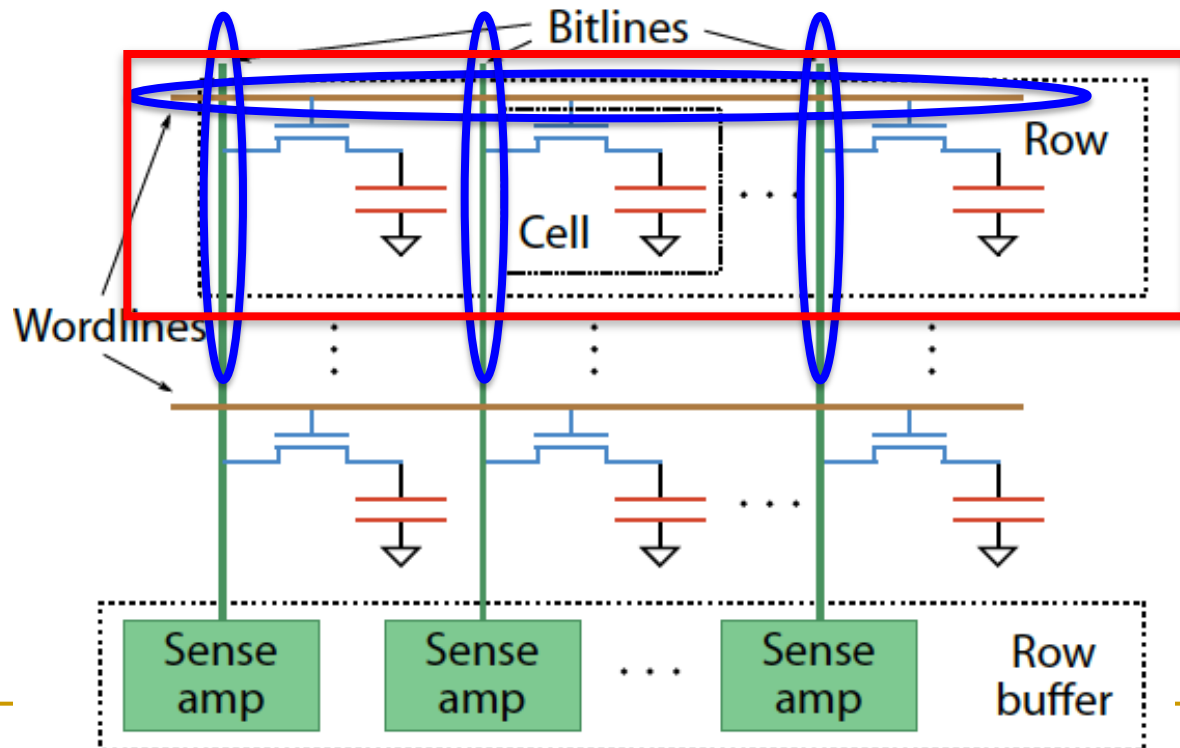 Bitlines
Row
Cell
Wordlines
Sense
amp
Sense
amp
Sense
amp
Row
buffer